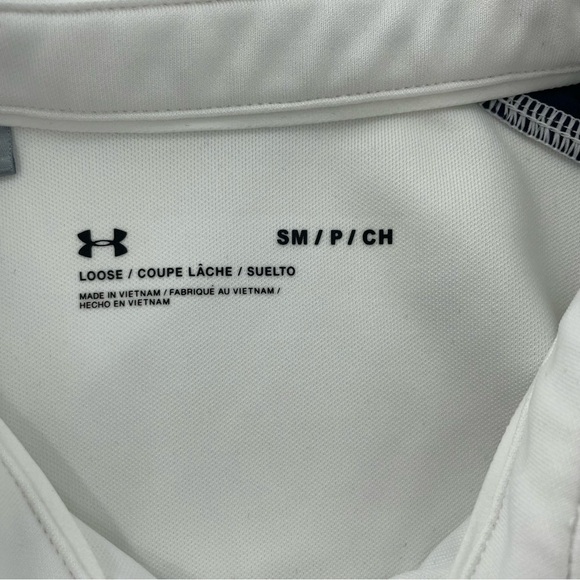 SM / P / CH
LOOSE / COUPE LÂCHE / SUELTO
MADE IN VIETNAM / FABRIQUÉ AU VIETNAM /
HECHO EN VIETNAM